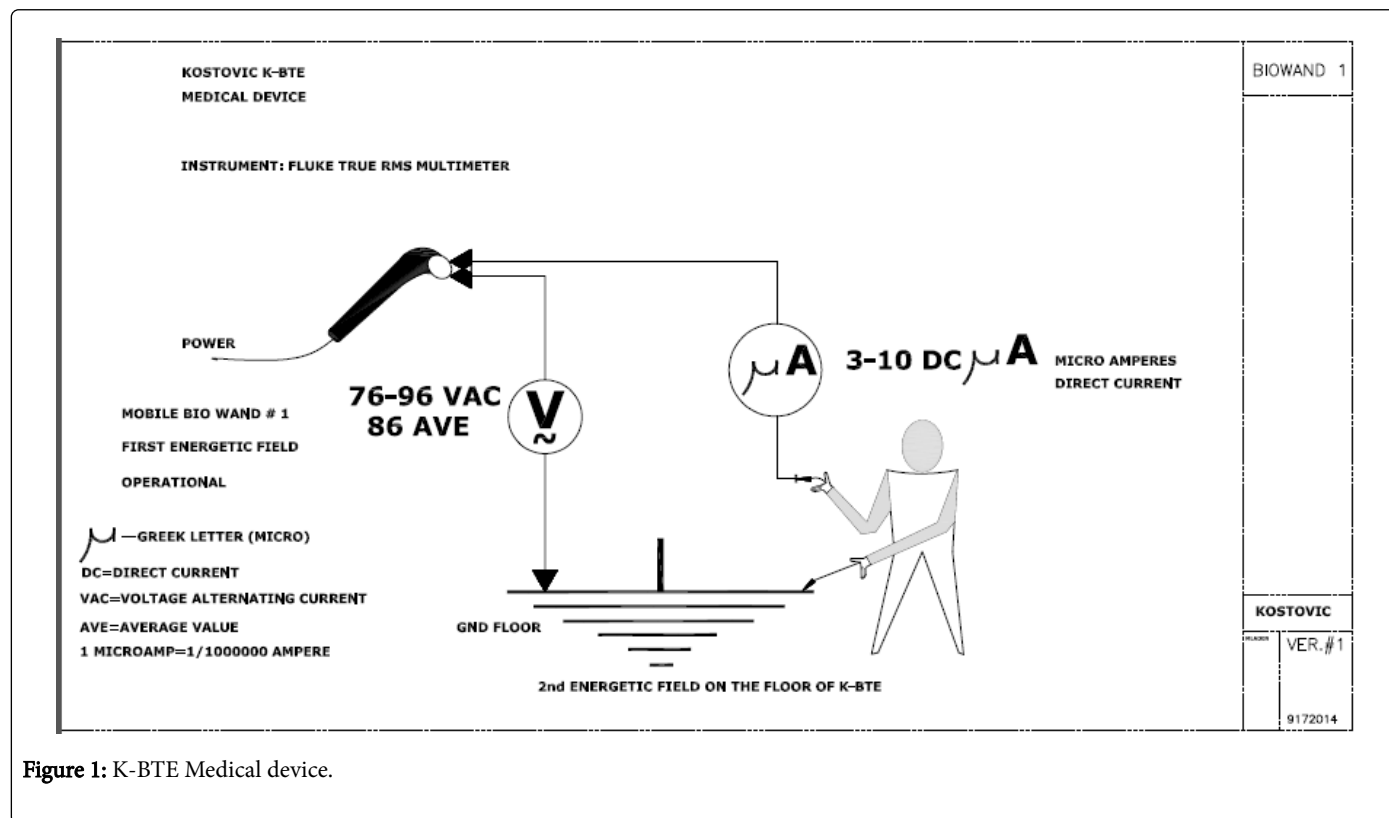 KOSTOVIC K-BTE
MEDICAL DEVICE
BIOWAND 1
INSTRUMENT: FLUKE TRUE RMS MULTIMETER
POWER
76-96 VAC
86 AVE
V
~
μA
3-10 DC μA
MICRO AMPERES
DIRECT CURRENT
MOBILE BIO WAND # 1
FIRST ENERGETIC FIELD
OPERATIONAL
μ —GREEK LETTER (MICRO)
DC=DIRECT CURRENT
VAC=VOLTAGE ALTERNATING CURRENT
AVE=AVERAGE VALUE
1 MICROAMP=1/1000000 AMPERE
GND FLOOR
2nd ENERGETIC FIELD ON THE FLOOR OF K-BTE
KOSTOVIC
VER.#1
9172014
Figure 1: K-BTE Medical device.